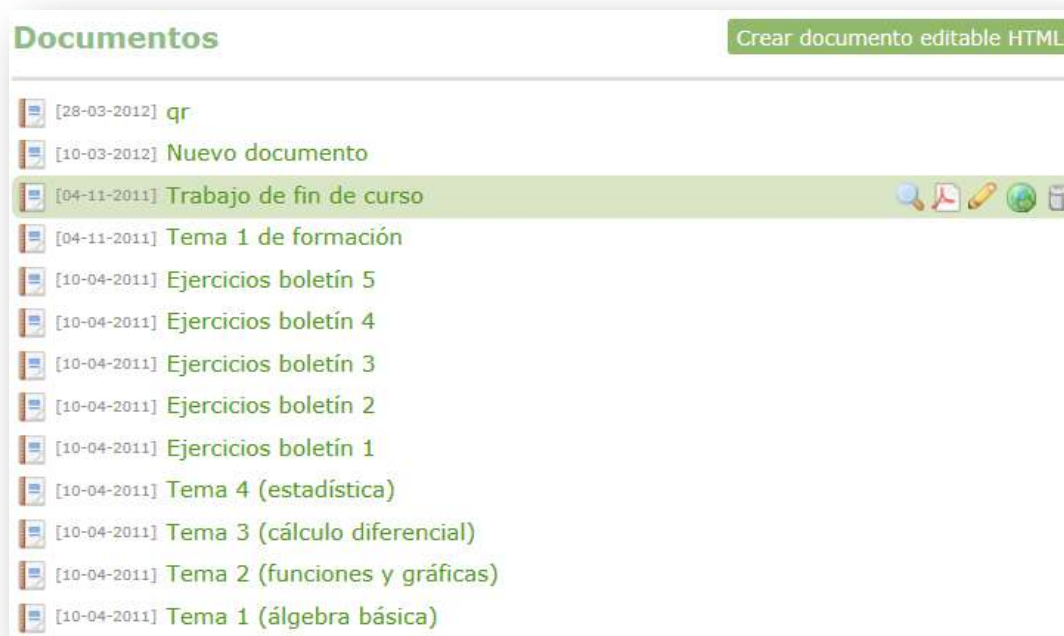 Documentos
Crear documento editable HTML
[28-03-2012] qr
[10-03-2012] Nuevo documento
[04-11-2011] Trabajo de fin de curso
[04-11-2011] Tema 1 de formación
[10-04-2011] Ejercicios boletín 5
[10-04-2011] Ejercicios boletín 4
[10-04-2011] Ejercicios boletín 3
[10-04-2011] Ejercicios boletín 2
[10-04-2011] Ejercicios boletín 1
[10-04-2011] Tema 4 (estadística)
[10-04-2011] Tema 3 (cálculo diferencial)
[10-04-2011] Tema 2 (funciones y gráficas)
[10-04-2011] Tema 1 (álgebra básica)